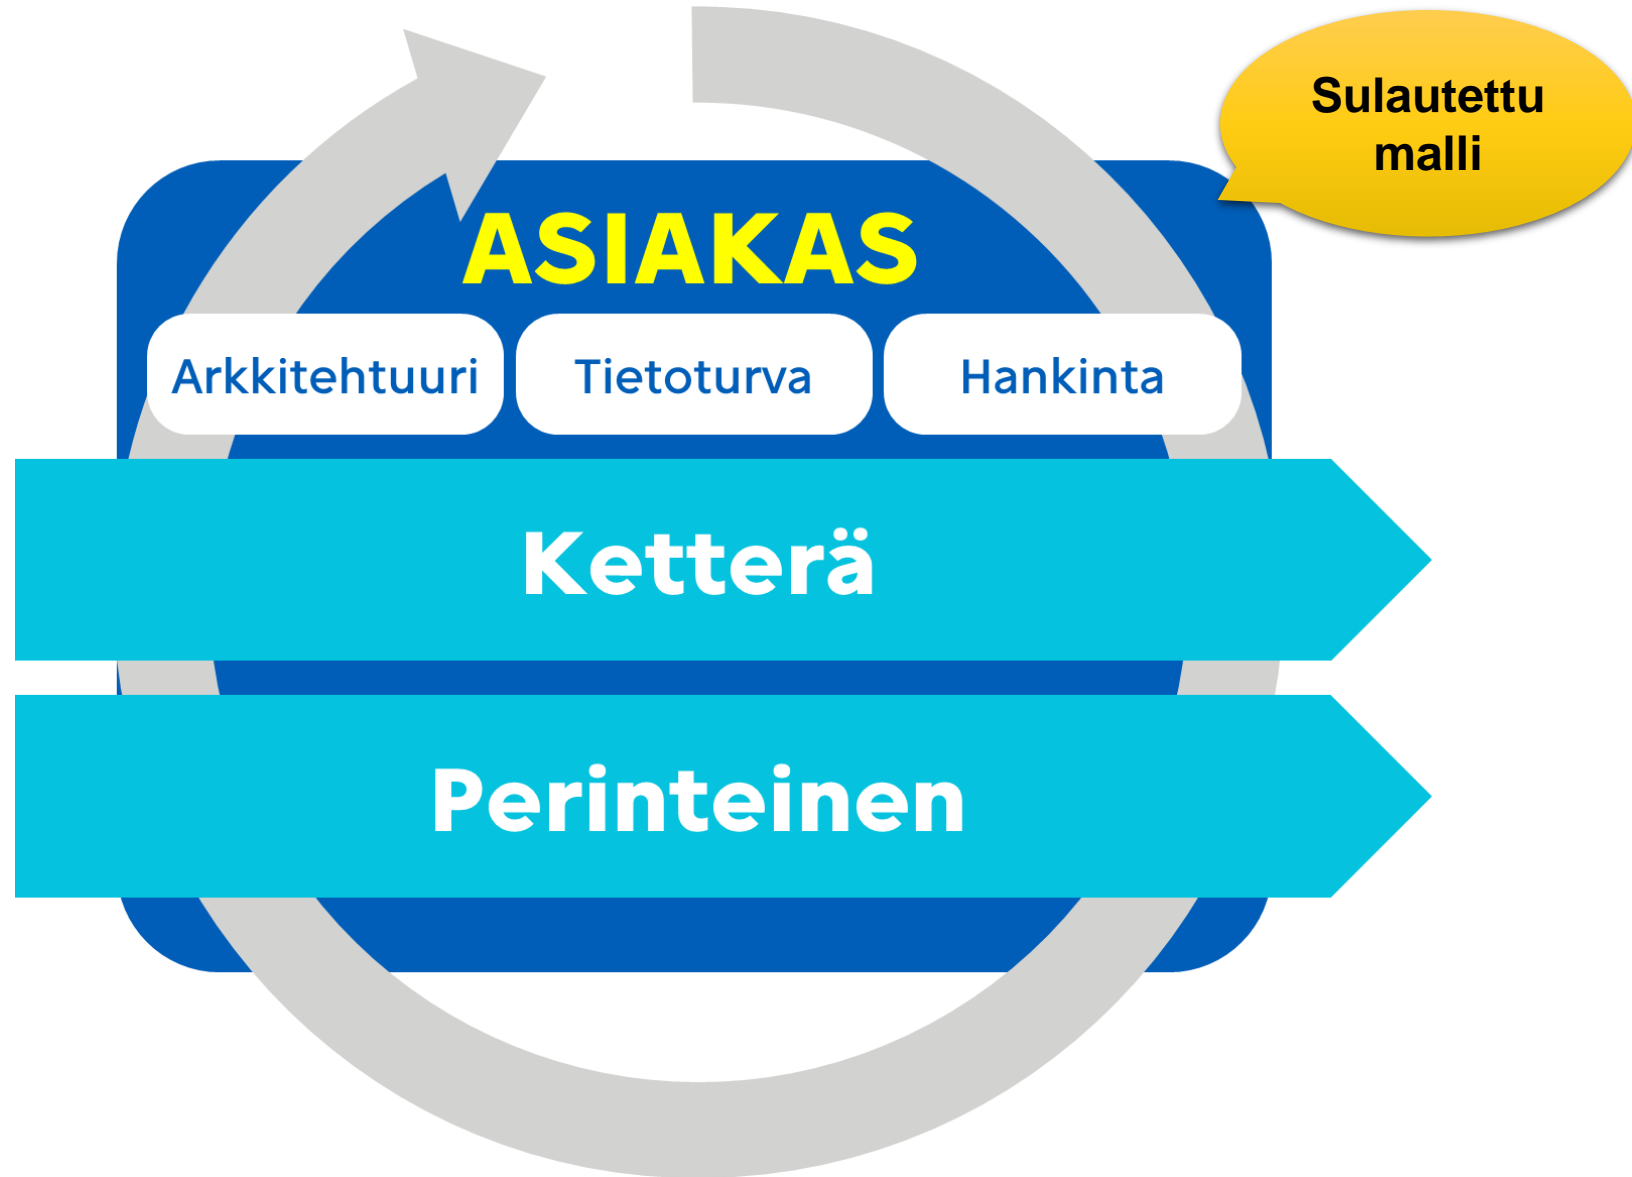 Sulautettu
malli
ASIAKAS
Arkkitehtuuri
Tietoturva
Hankinta
Ketterä
Perinteinen